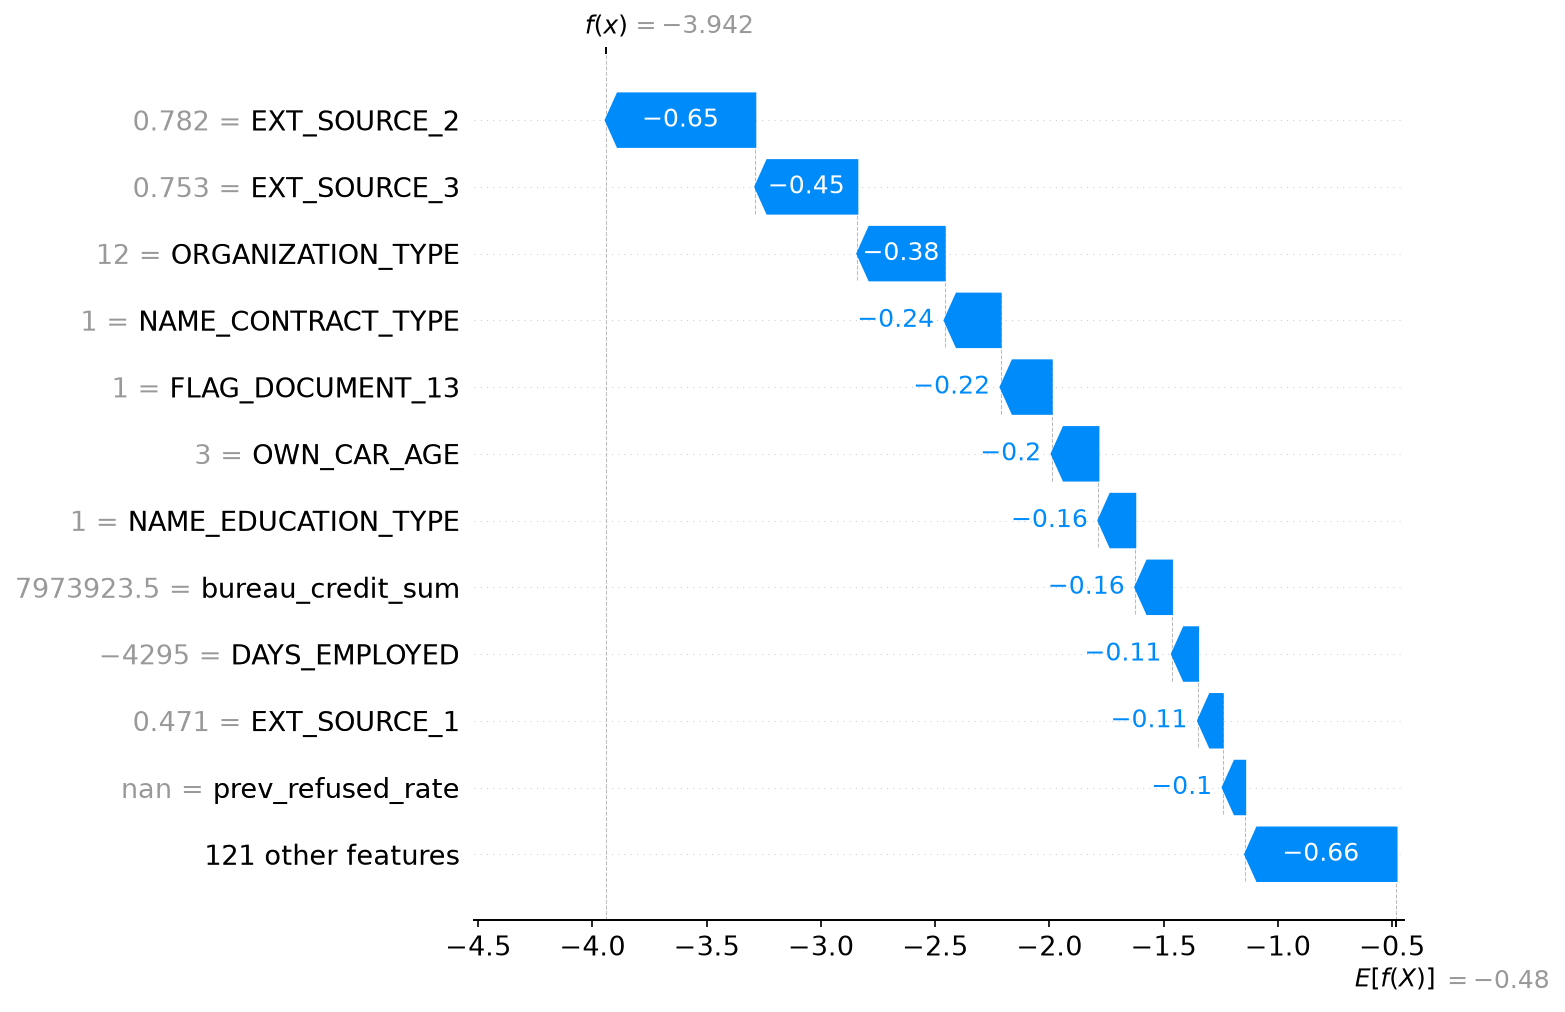 f(x) = −3.942
0.782 = EXT_SOURCE_2
−0.65
0.753 = EXT_SOURCE_3
−0.45
12 = ORGANIZATION_TYPE
−0.38
1 = NAME_CONTRACT_TYPE
−0.24
1 = FLAG_DOCUMENT_13
−0.22
3 = OWN_CAR_AGE
−0.2
1 = NAME_EDUCATION_TYPE
−0.16
7973923.5 = bureau_credit_sum
−0.16
−4295 = DAYS_EMPLOYED
−0.11
0.471 = EXT_SOURCE_1
−0.11
nan = prev_refused_rate
−0.1
121 other features
−0.66
−4.5 −4.0 −3.5 −3.0 −2.5 −2.0 −1.5 −1.0 −0.5
E[f(X)] = −0.48